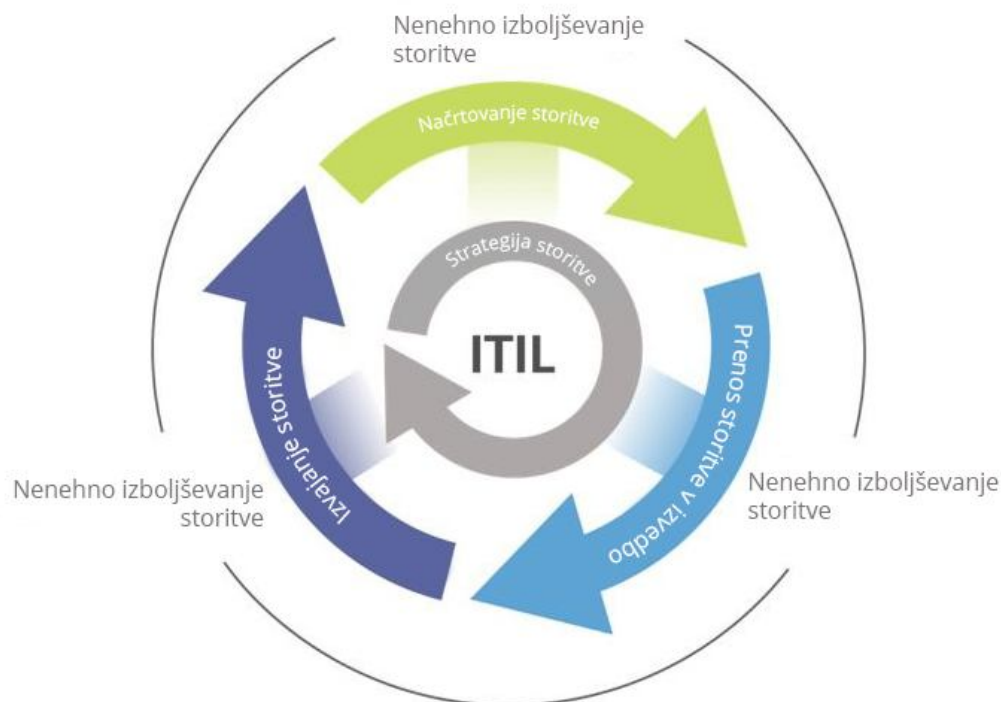 Nenehno izboljševanje
storitve
Načrtovanje storitve
Strategija storitve
ITIL
Prenos storitve v izvedbo
Izvajanje storitve
Nenehno izboljševanje
storitve
Nenehno izboljševanje
storitve